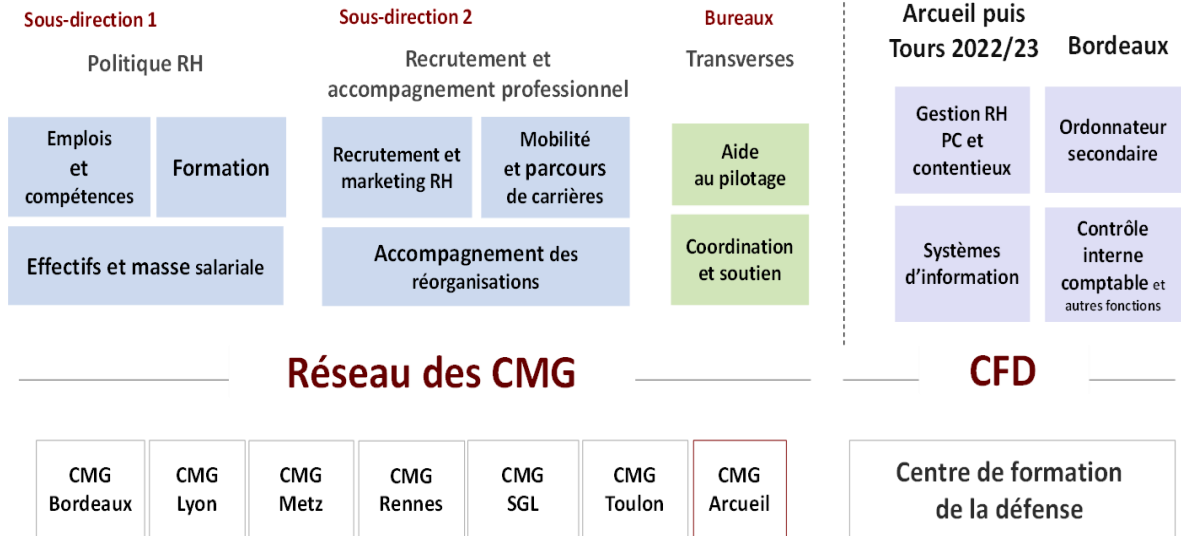 Sous-direction 1
Politique RH
Emplois
et
compétences
Formation
Effectifs et masse salariale
Sous-direction 2
Recrutement et
accompagnement professionnel
Recrutement et
marketing RH
Mobilité
et parcours
de carrières
Accompagnement des
réorganisations
Bureaux
Transverses
Aide
au pilotage
Coordination
et soutien
Arcueil puis
Tours 2022/23
Gestion RH
PC et
contentieux
Systèmes
d'information
Bordeaux
Ordonnateur
secondaire
Contrôle
interne
comptable et
autres fonctions
Réseau des CMG
CMG
Bordeaux
CMG
Lyon
CMG
Metz
CMG
Rennes
CMG
SGL
CMG
Toulon
CMG
Arcueil
CFD
Centre de formation
de la défense